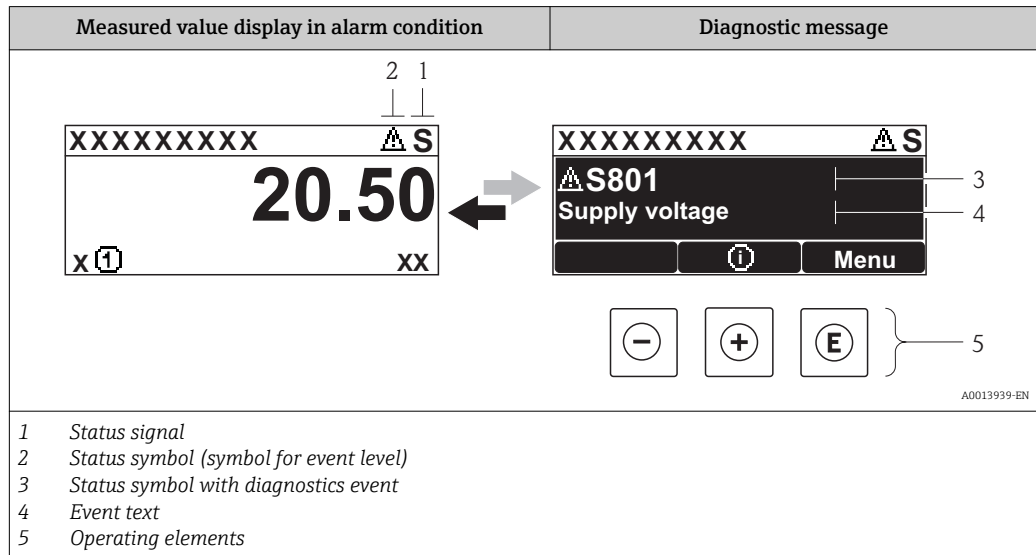 Measured value display in alarm condition
Diagnostic message
2 1
XXXXXXXXX ⚠ S
20.50
X ① XX
XXXXXXXXX ⚠ S
⚠S801
Supply voltage
ⓘ Menu
3
4
− + E
5
A0013939-EN
1 Status signal
2 Status symbol (symbol for event level)
3 Status symbol with diagnostics event
4 Event text
5 Operating elements